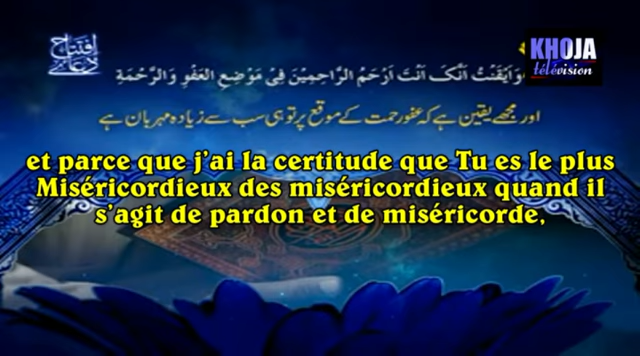 دعائے
افتتاح
KHOJA
télévision
وَاَيْقَنْتُ اَنَّکَ اَنْتَ اَرْحَمُ الرَّاحِمِيْنَ فِیْ مَوْضِعِ الْعَفْوِ وَالرَّحْمَةِ
اور مجھے یقین ہے کہ عفو و رحمت کے موقع پر تو ہی سب سے زیادہ مہربان ہے
et parce que j'ai la certitude que Tu es le plus
Miséricordieux des miséricordieux quand il
s'agit de pardon et de miséricorde,